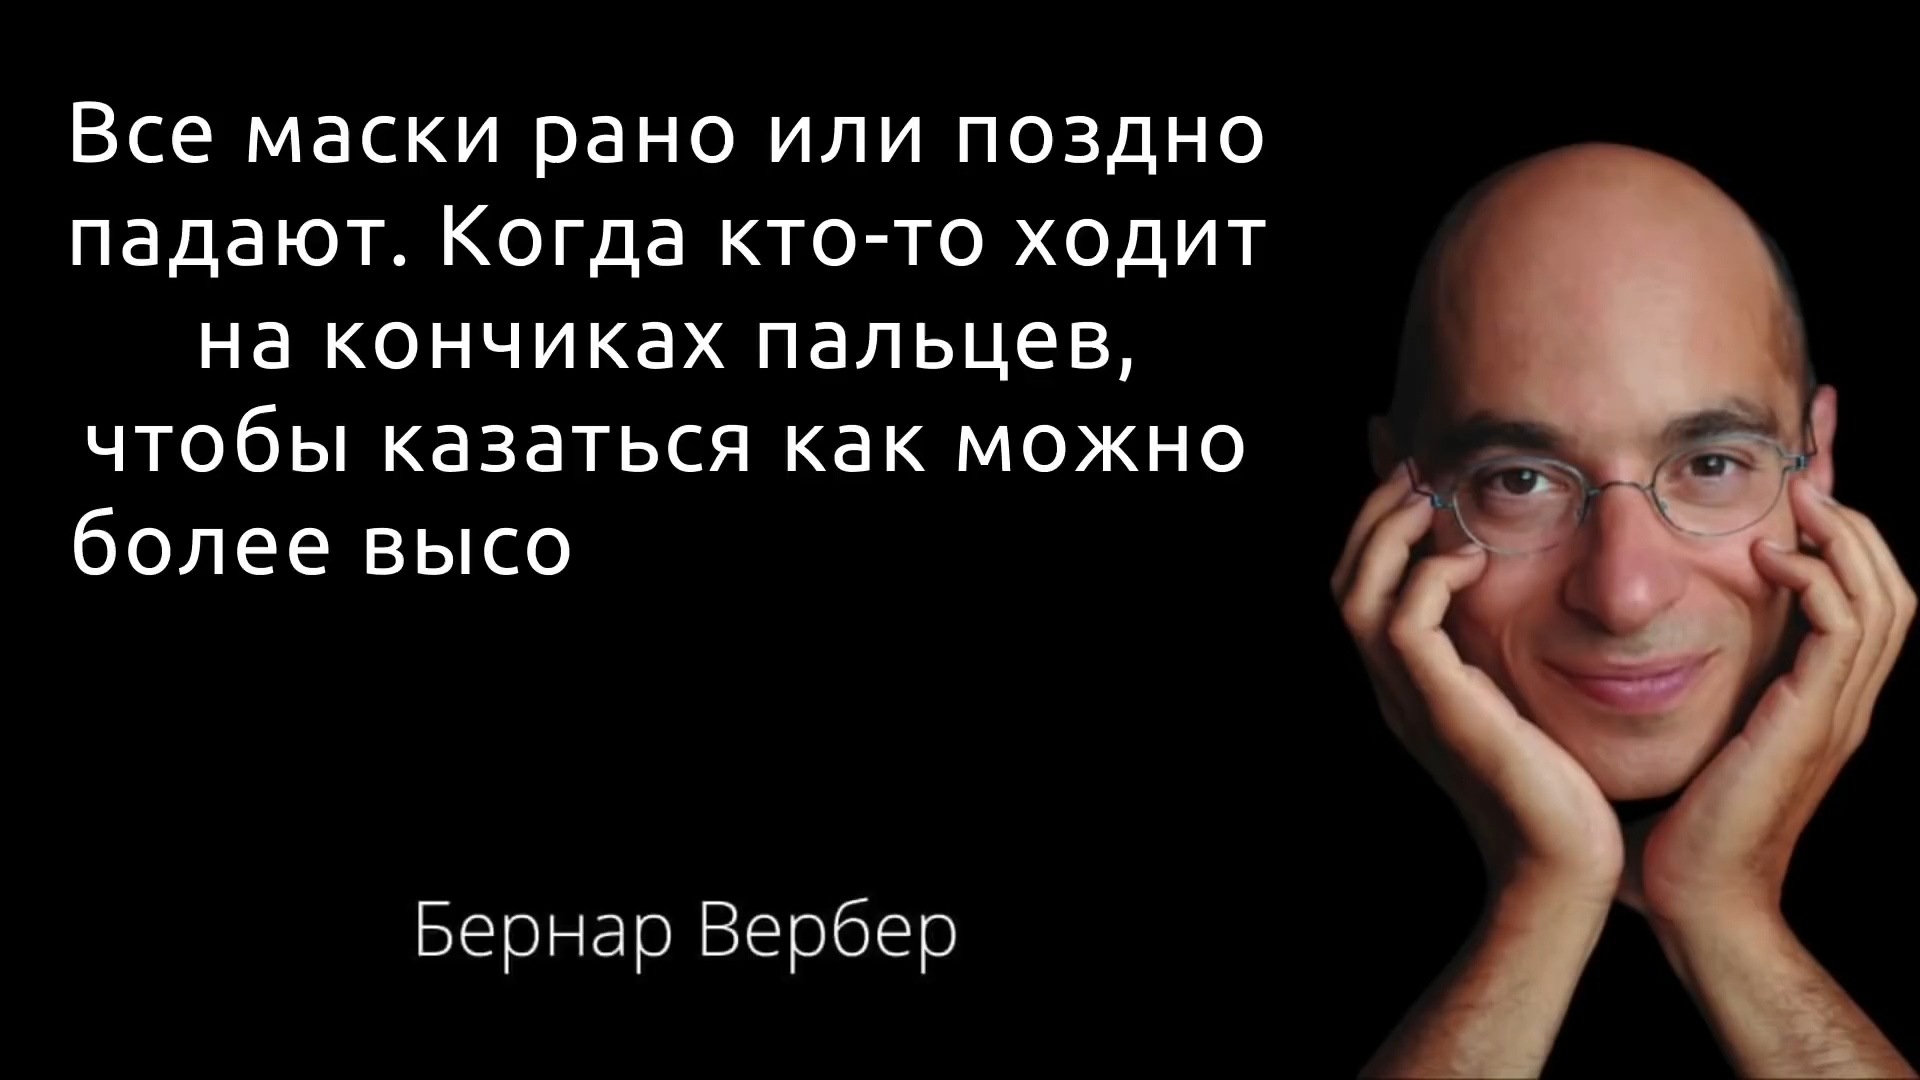 Все маски рано или поздно
падают. Когда кто-то ходит
на кончиках пальцев,
чтобы казаться как можно
более высо
Бернар Вербер